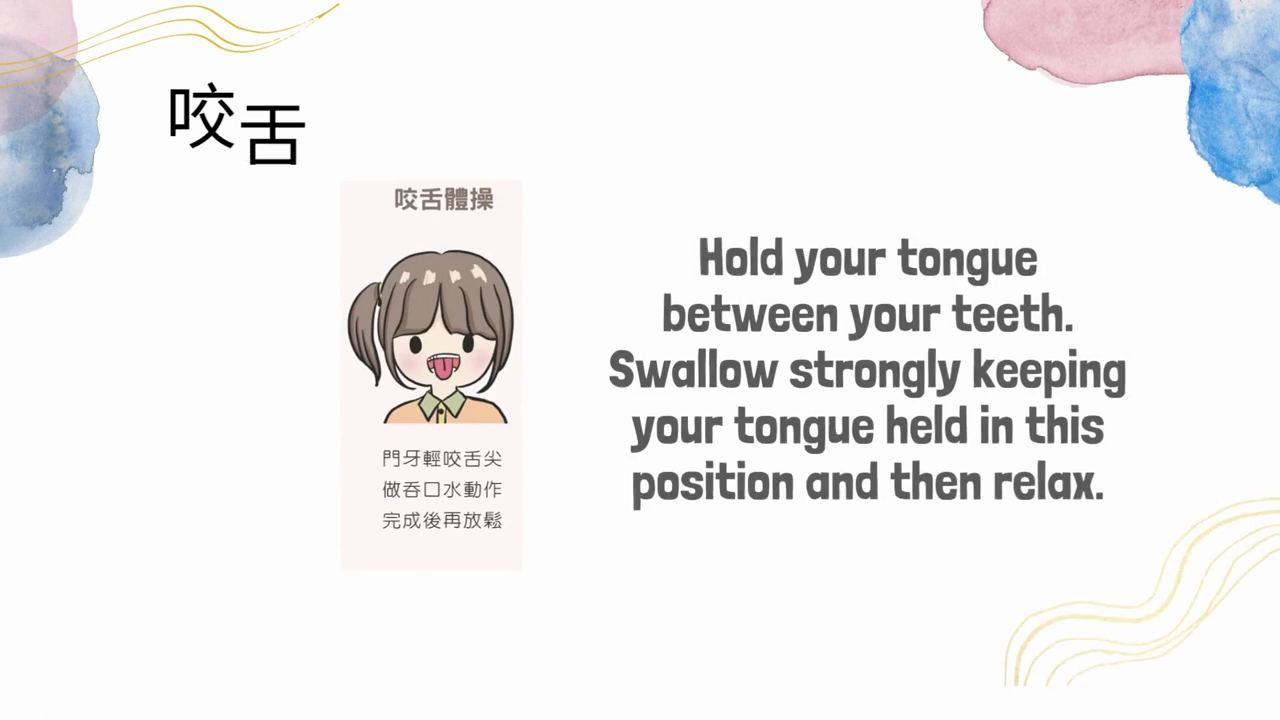 咬舌
咬舌體操
門牙輕咬舌尖
做吞口水動作
完成後再放鬆
Hold your tongue
between your teeth.
Swallow strongly keeping
your tongue held in this
position and then relax.